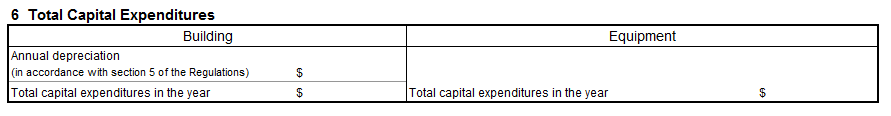 6 Total Capital Expenditures
Building
Equipment
Annual depreciation
(in accordance with section 5 of the Regulations) $
Total capital expenditures in the year $
Total capital expenditures in the year $